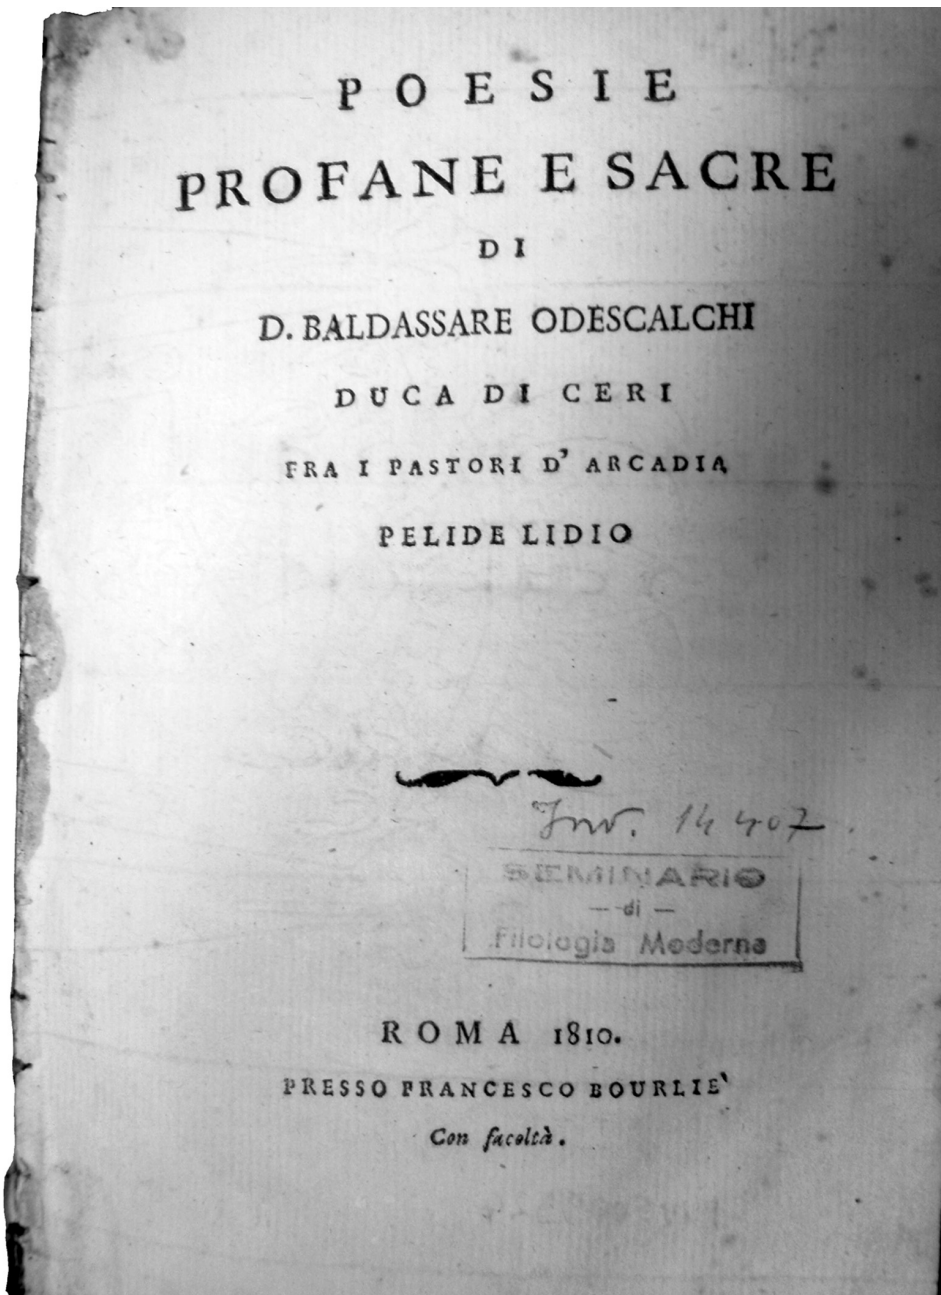 POESIE
PROFANE E SACRE
DI
D. BALDASSARE ODESCALCHI
DUCA DI CERI
FRA I PASTORI D' ARCADIA
PELIDE LIDIO
Inv. 14407
SEMINARIO
— di —
Filologia Moderna
ROMA 1810.
PRESSO FRANCESCO BOURLIE`
Con facoltà.